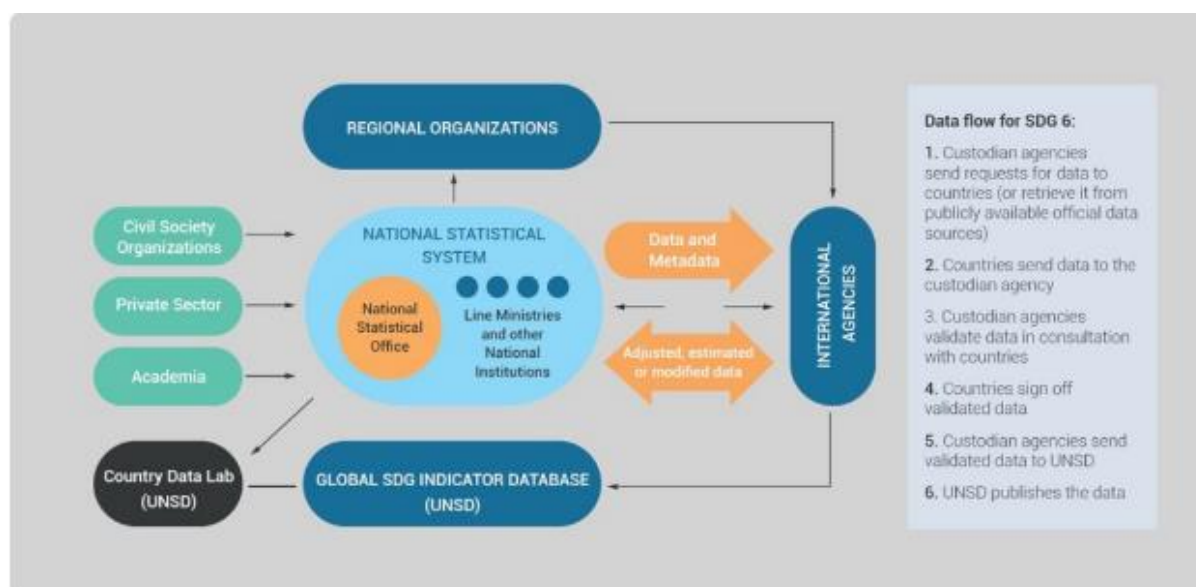 REGIONAL ORGANIZATIONS
Civil Society
Organizations
Private Sector
Academia
NATIONAL STATISTICAL
SYSTEM
National
Statistical
Office
Line Ministries
and other
National
Institutions
Data and
Metadata
Adjusted, estimated
or modified data
INTERNATIONAL
AGENCIES
Country Data Lab
(UNSD)
GLOBAL SDG INDICATOR DATABASE
(UNSD)
Data flow for SDG 6:
1. Custodian agencies
send requests for data to
countries (or retrieve it from
publicly available official data
sources)
2. Countries send data to the
custodian agency
3. Custodian agencies
validate data in consultation
with countries
4. Countries sign off
validated data
5. Custodian agencies send
validated data to UNSD
6. UNSD publishes the data